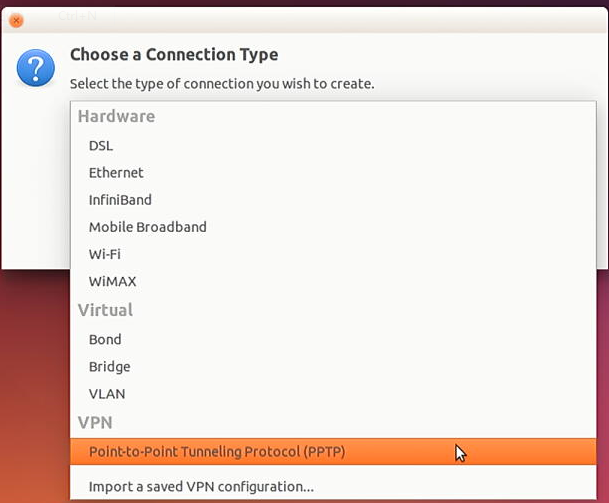 Choose a Connection Type
Select the type of connection you wish to create.
Hardware
DSL
Ethernet
InfiniBand
Mobile Broadband
Wi-Fi
WiMAX
Virtual
Bond
Bridge
VLAN
VPN
Point-to-Point Tunneling Protocol (PPTP)
Import a saved VPN configuration...